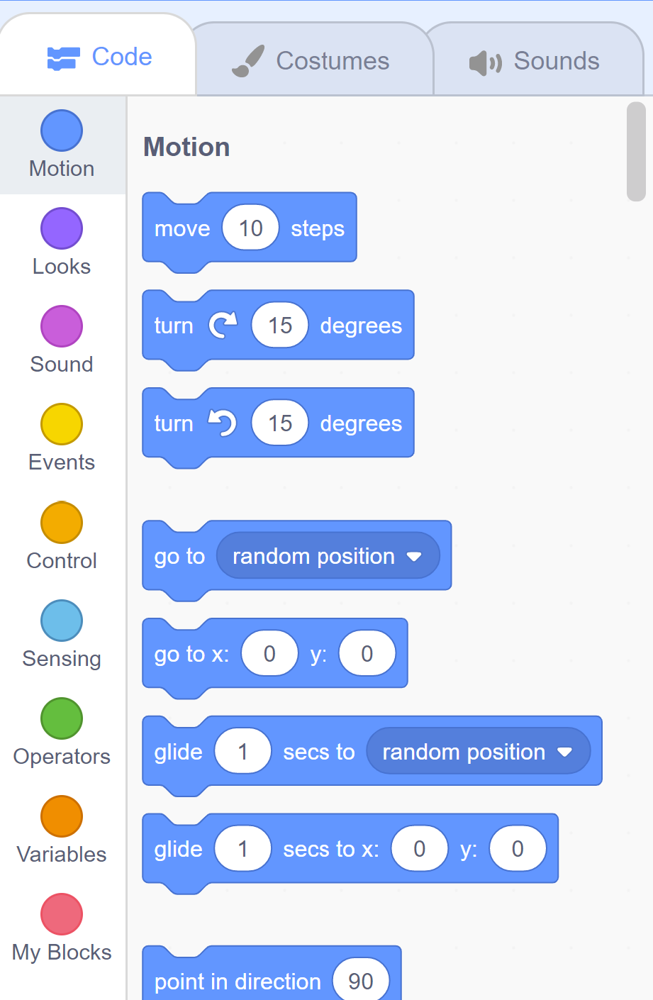 Code Costumes Sounds
Motion
Looks
Sound
Events
Control
Sensing
Operators
Variables
My Blocks
Motion
move 10 steps
turn 15 degrees
turn 15 degrees
go to random position
go to x: 0 y: 0
glide 1 secs to random position
glide 1 secs to x: 0 y: 0
point in direction 90